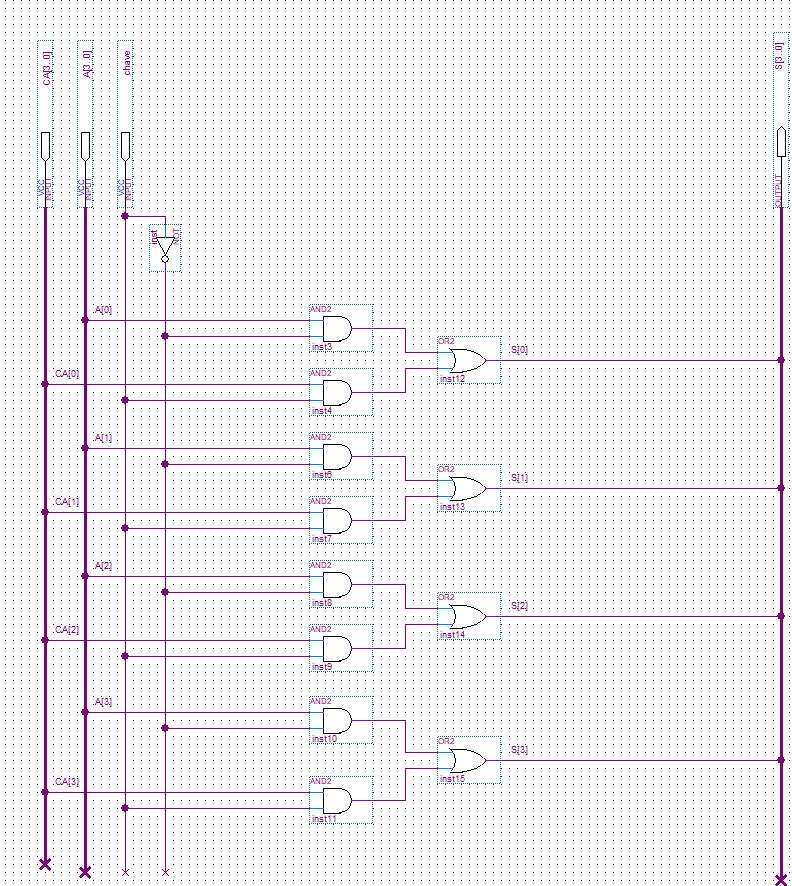 CA[3..0]
A[3..0]
chave
S[3..0]
VCC
INPUT
VCC
INPUT
VCC
INPUT
OUTPUT
inst
NOT
A[0]
AND2
inst3
OR2
S[0]
inst12
CA[0]
AND2
inst4
A[1]
AND2
inst6
OR2
S[1]
inst13
CA[1]
AND2
inst7
A[2]
AND2
inst8
OR2
S[2]
inst14
CA[2]
AND2
inst9
A[3]
AND2
inst10
OR2
S[3]
inst15
CA[3]
AND2
inst11